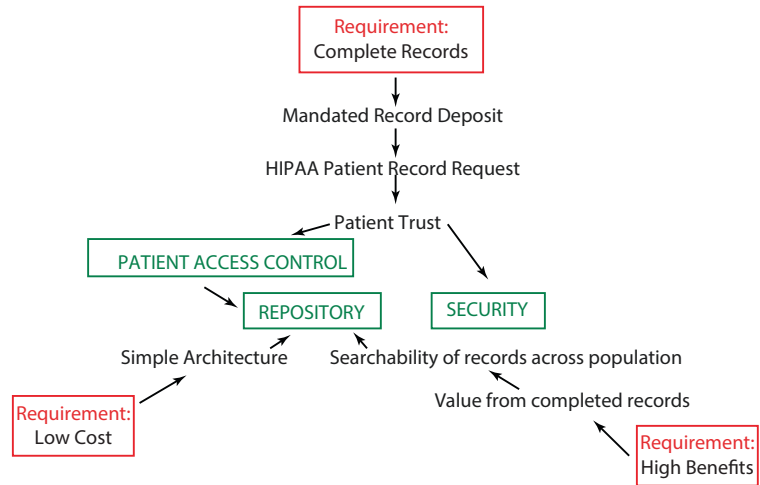 Requirement:
Complete Records
Mandated Record Deposit
HIPAA Patient Record Request
Patient Trust
PATIENT ACCESS CONTROL
REPOSITORY
SECURITY
Simple Architecture
Searchability of records across population
Value from completed records
Requirement:
Low Cost
Requirement:
High Benefits